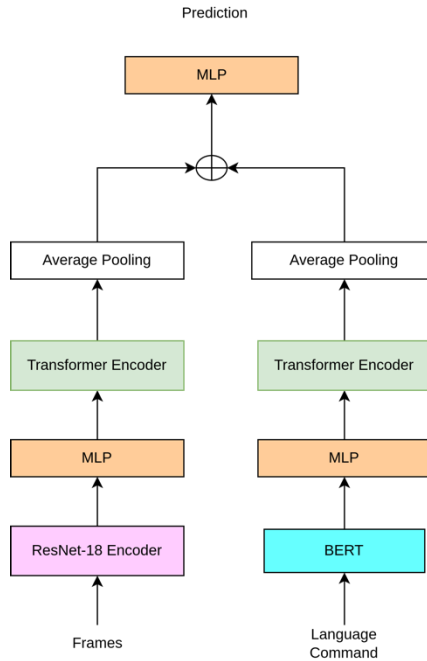 Prediction
MLP
Average Pooling
Average Pooling
Transformer Encoder
Transformer Encoder
MLP
MLP
ResNet-18 Encoder
BERT
Frames
Language
Command